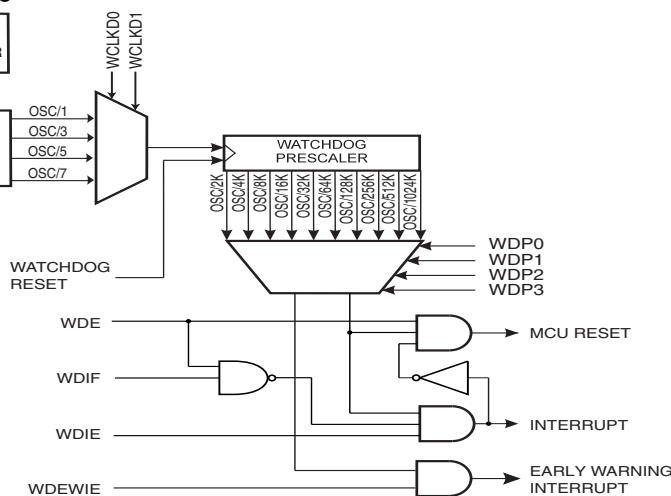 WCLKD0
WCLKD1
OSC/1
OSC/3
OSC/5
OSC/7
WATCHDOG
PRESCALER
OSC/2K
OSC/4K
OSC/8K
OSC/16K
OSC/32K
OSC/64K
OSC/128K
OSC/256K
OSC/512K
OSC/1024K
WDP0
WDP1
WDP2
WDP3
WATCHDOG
RESET
WDE
MCU RESET
WDIF
INTERRUPT
WDIE
EARLY WARNING
INTERRUPT
WDEWIE